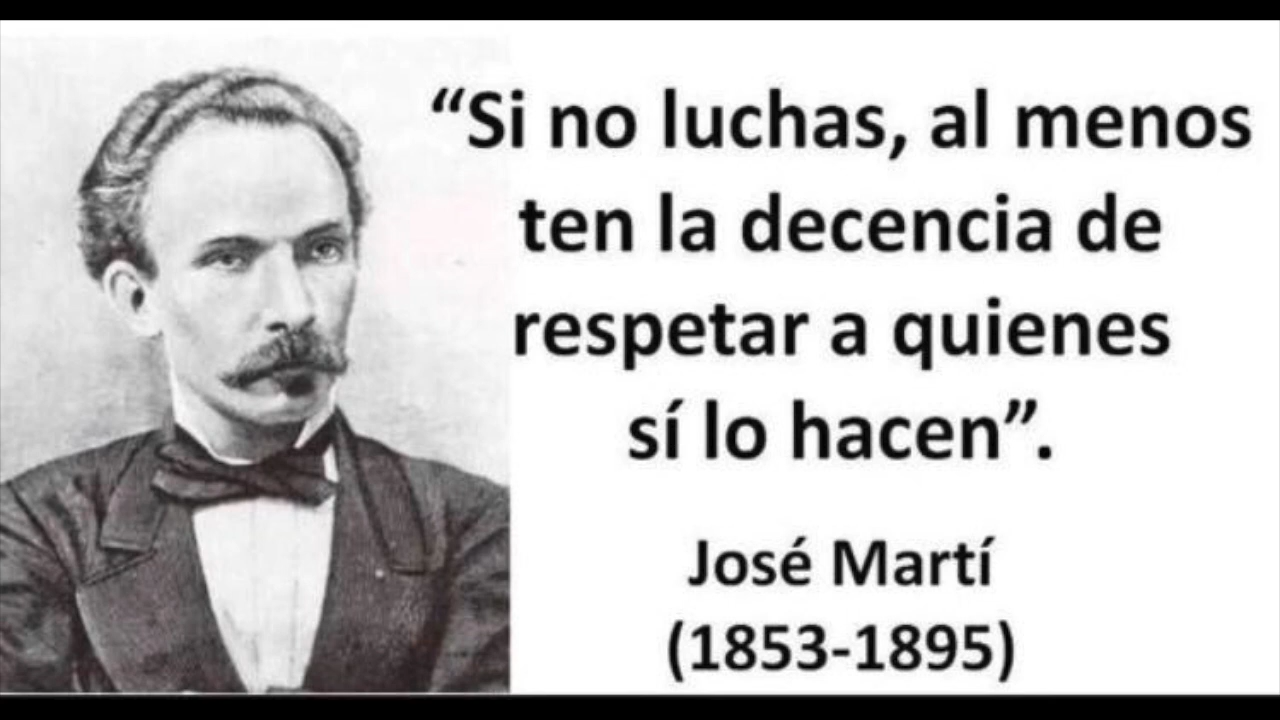 “Si no luchas, al menos
ten la decencia de
respetar a quienes
sí lo hacen”.
José Martí
(1853-1895)